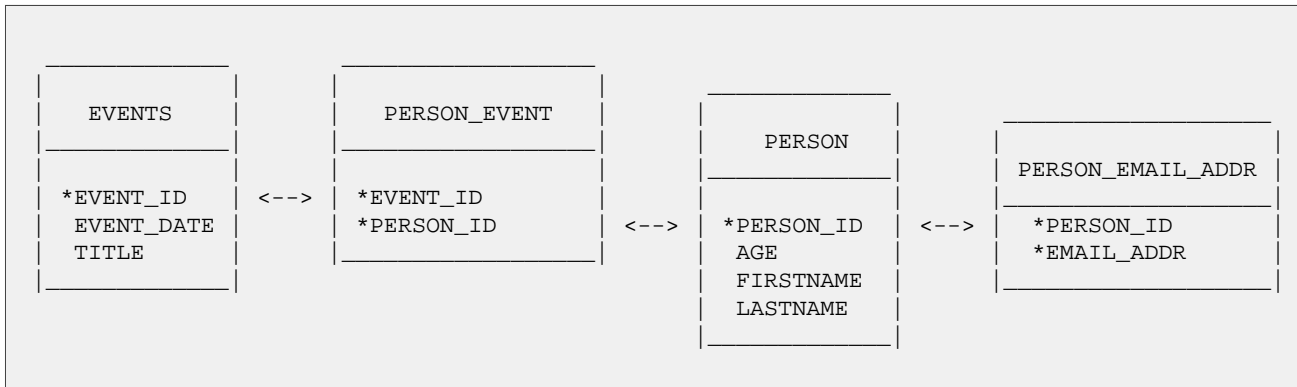 EVENTS
*EVENT_ID
EVENT_DATE
TITLE
<-->
PERSON_EVENT
*EVENT_ID
*PERSON_ID
<-->
PERSON
*PERSON_ID
AGE
FIRSTNAME
LASTNAME
<-->
PERSON_EMAIL_ADDR
*PERSON_ID
*EMAIL_ADDR